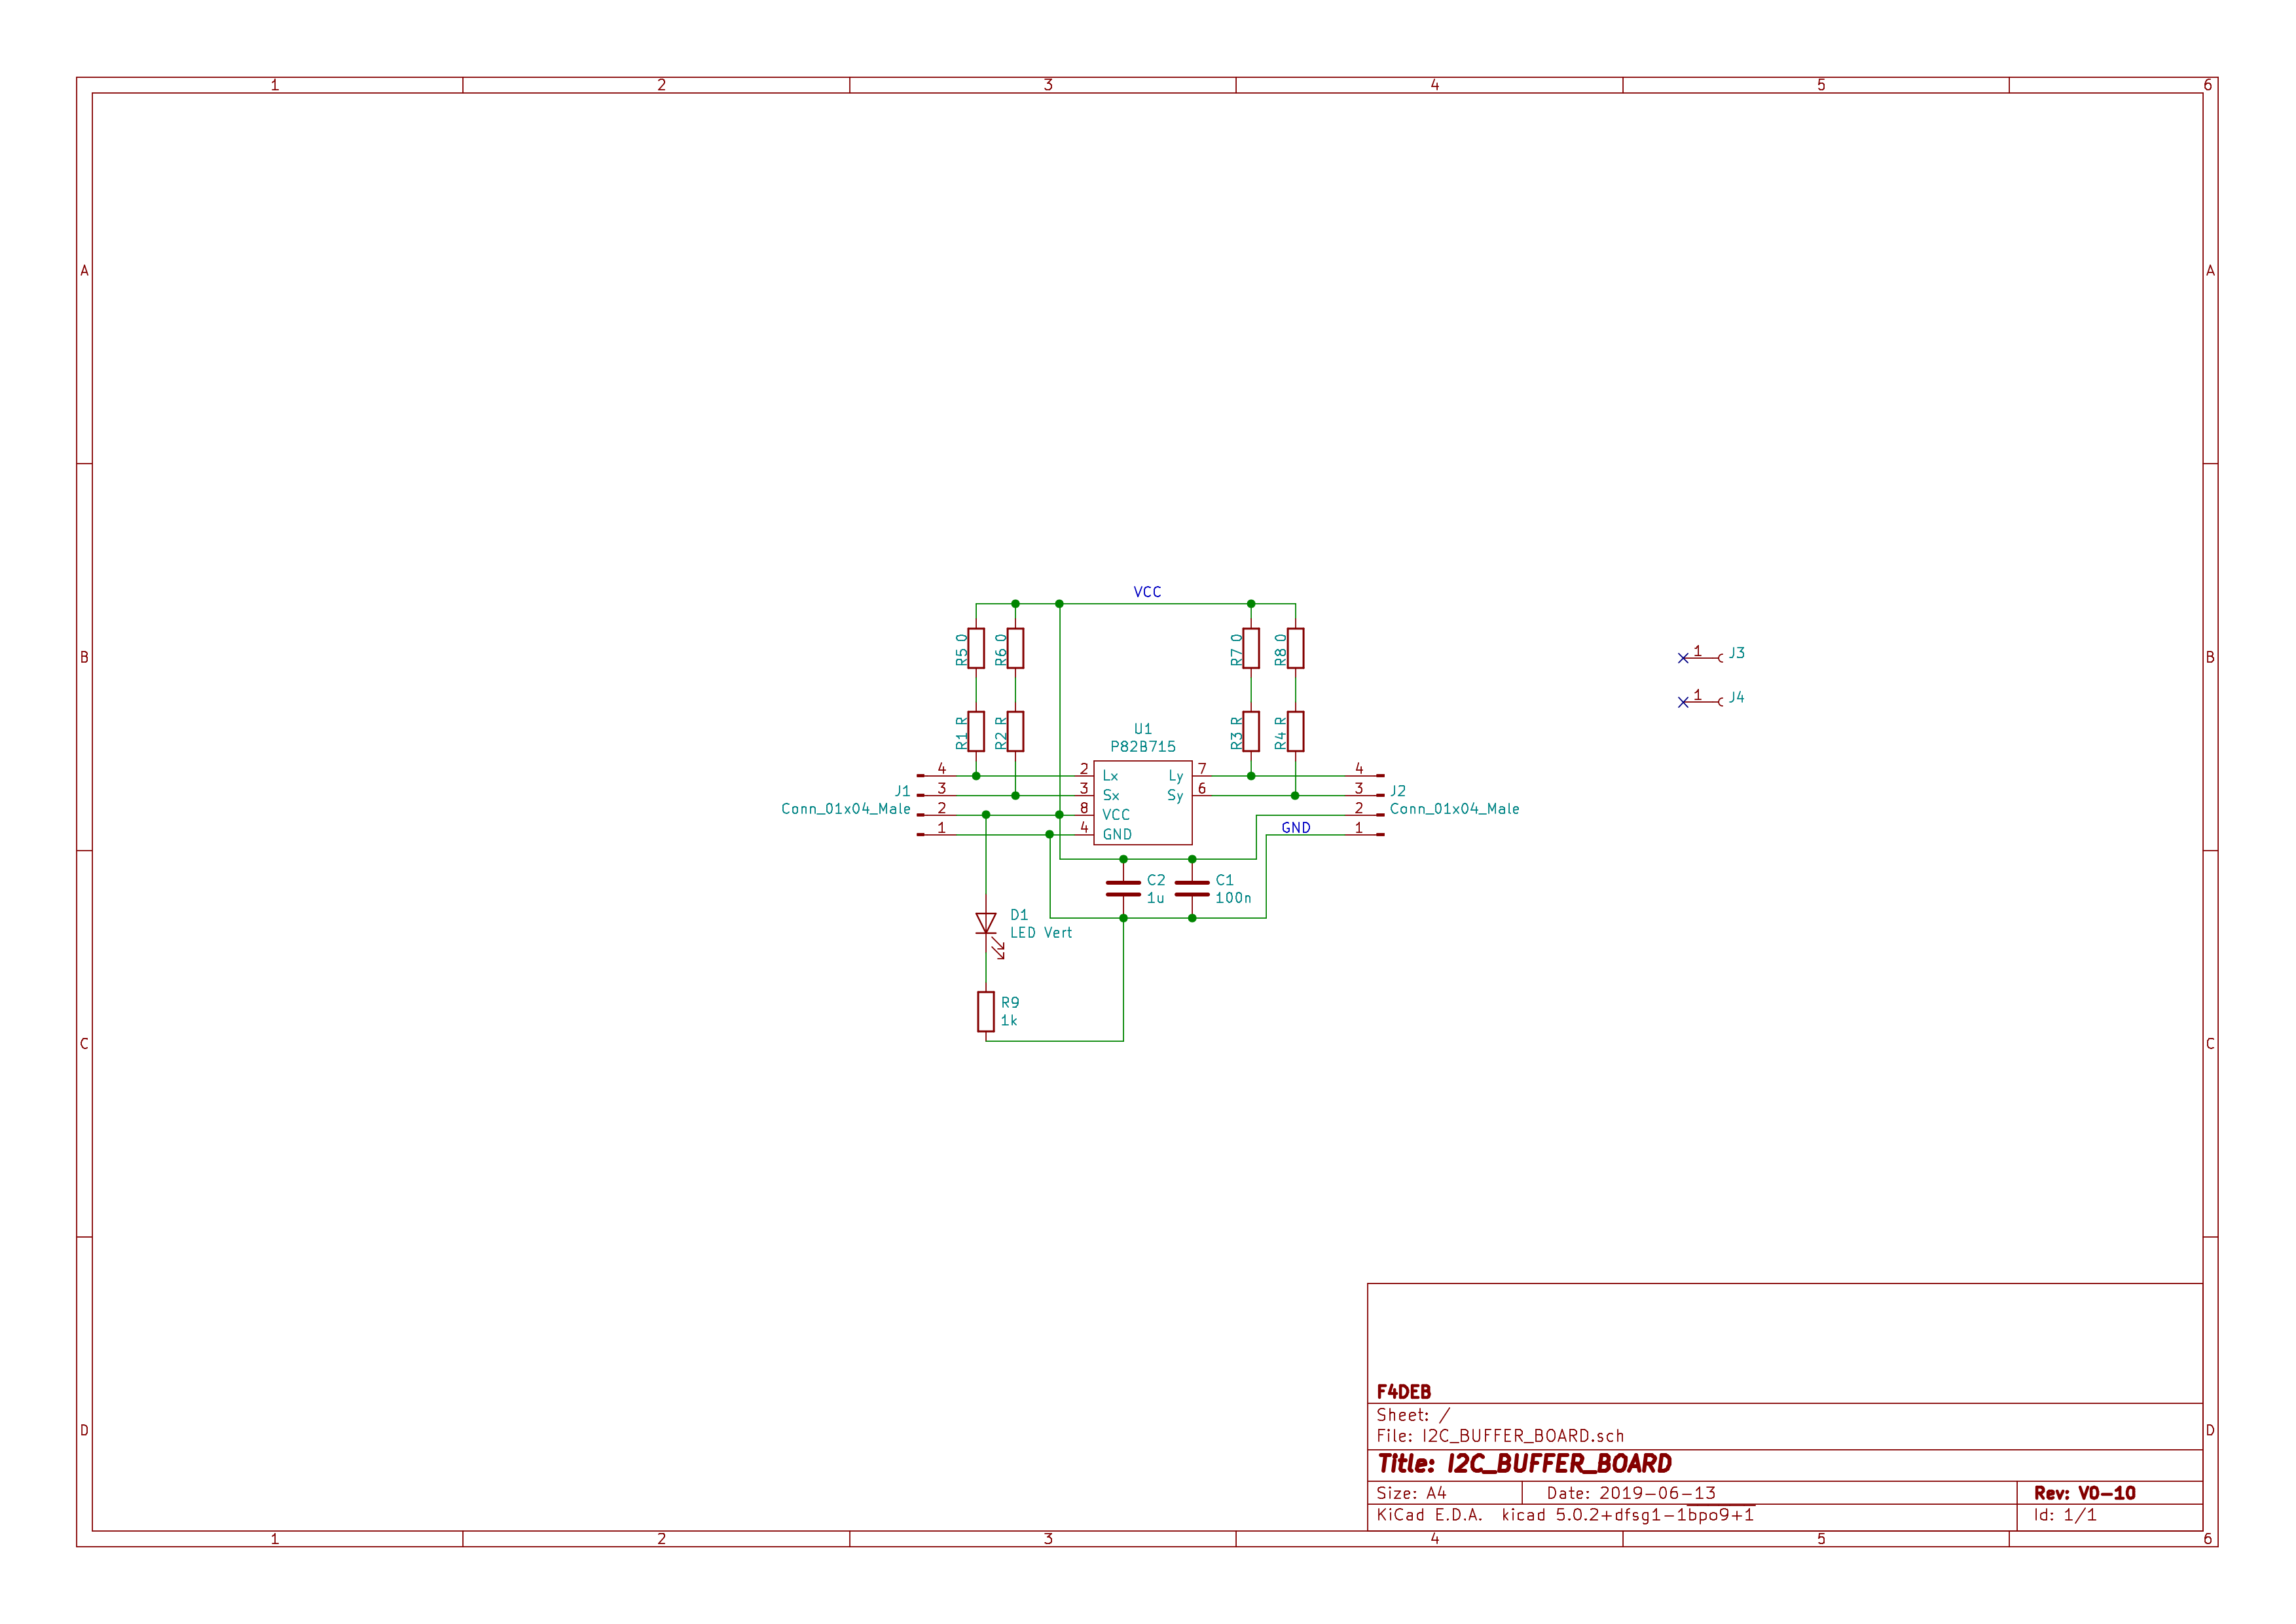 1 2 3 4 5 6
A A
B B
C C
D D
VCC
R5 0
R6 0
R7 0
R8 0
R1 R
R2 R
R3 R
R4 R
1 J3
1 J4
U1
P82B715
4 2 Lx Ly 7 4
3 3 Sx Sy 6 3
2 8 VCC 2
1 4 GND GND 1
J1
Conn_01x04_Male
J2
Conn_01x04_Male
C2
1u
C1
100n
D1
LED Vert
R9
1k
F4DEB
Sheet: /
File: I2C_BUFFER_BOARD.sch
Title: I2C_BUFFER_BOARD
Size: A4 Date: 2019-06-13 Rev: V0-10
KiCad E.D.A. kicad 5.0.2+dfsg1-1bpo9+1 Id: 1/1
1 2 3 4 5 6